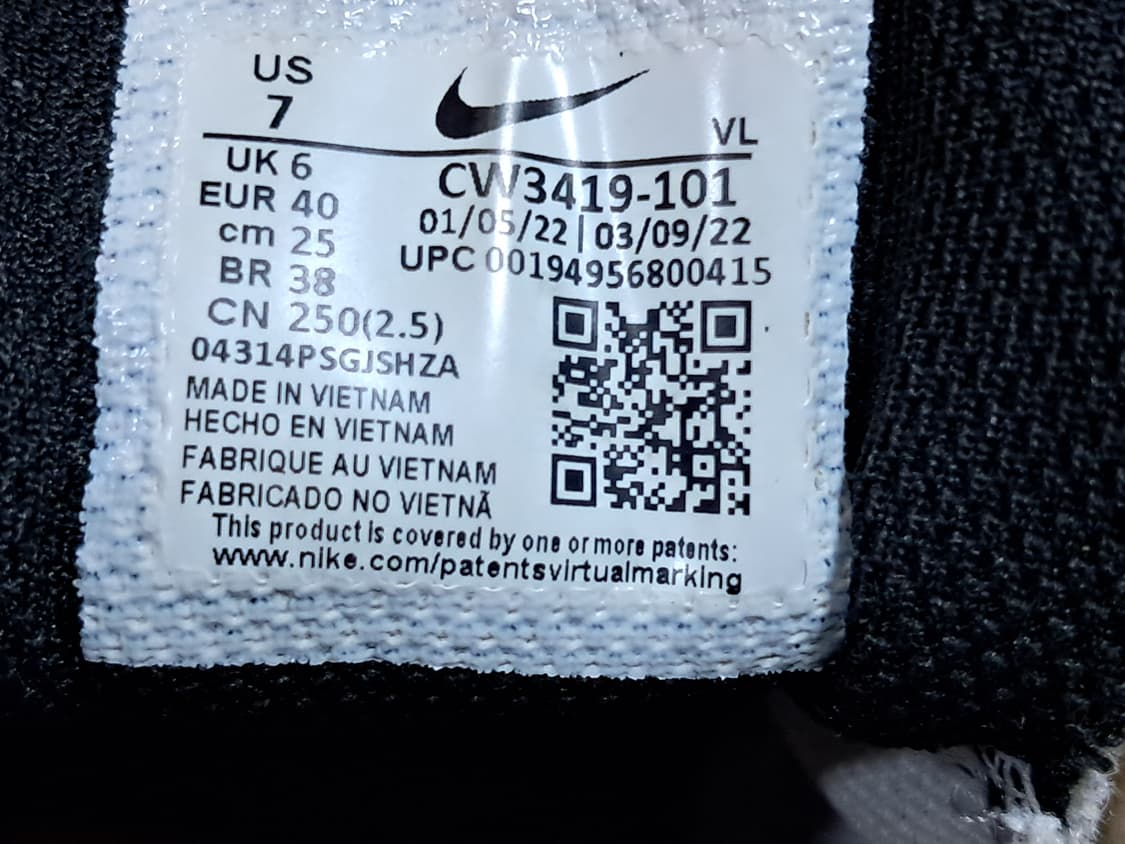 US
7
VL
UK 6
EUR 40
cm 25
BR 38
CN 250(2.5)
04314PSGJSHZA
MADE IN VIETNAM
HECHO EN VIETNAM
FABRIQUE AU VIETNAM
FABRICADO NO VIETNÃ
CW3419-101
01/05/22|03/09/22
UPC 00194956800415
This product is covered by one or more patents:
www.nike.com/patentsvirtualmarking